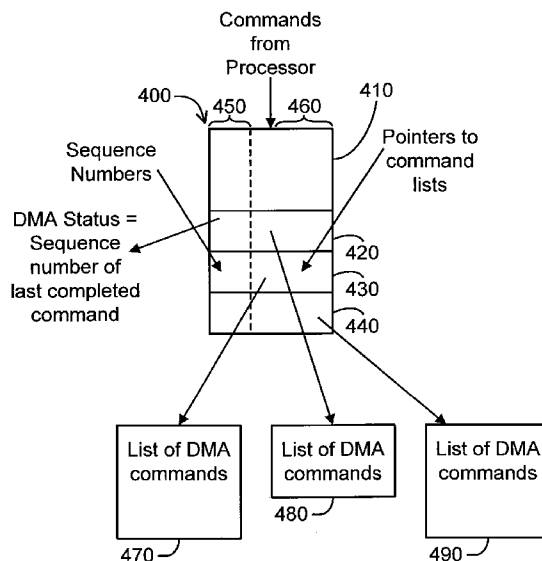 Commands
from
Processor
400
450
460
410
Sequence
Numbers
Pointers to
command
lists
DMA Status =
Sequence
number of
last completed
command
420
430
440
List of DMA
commands
List of DMA
commands
List of DMA
commands
470
480
490